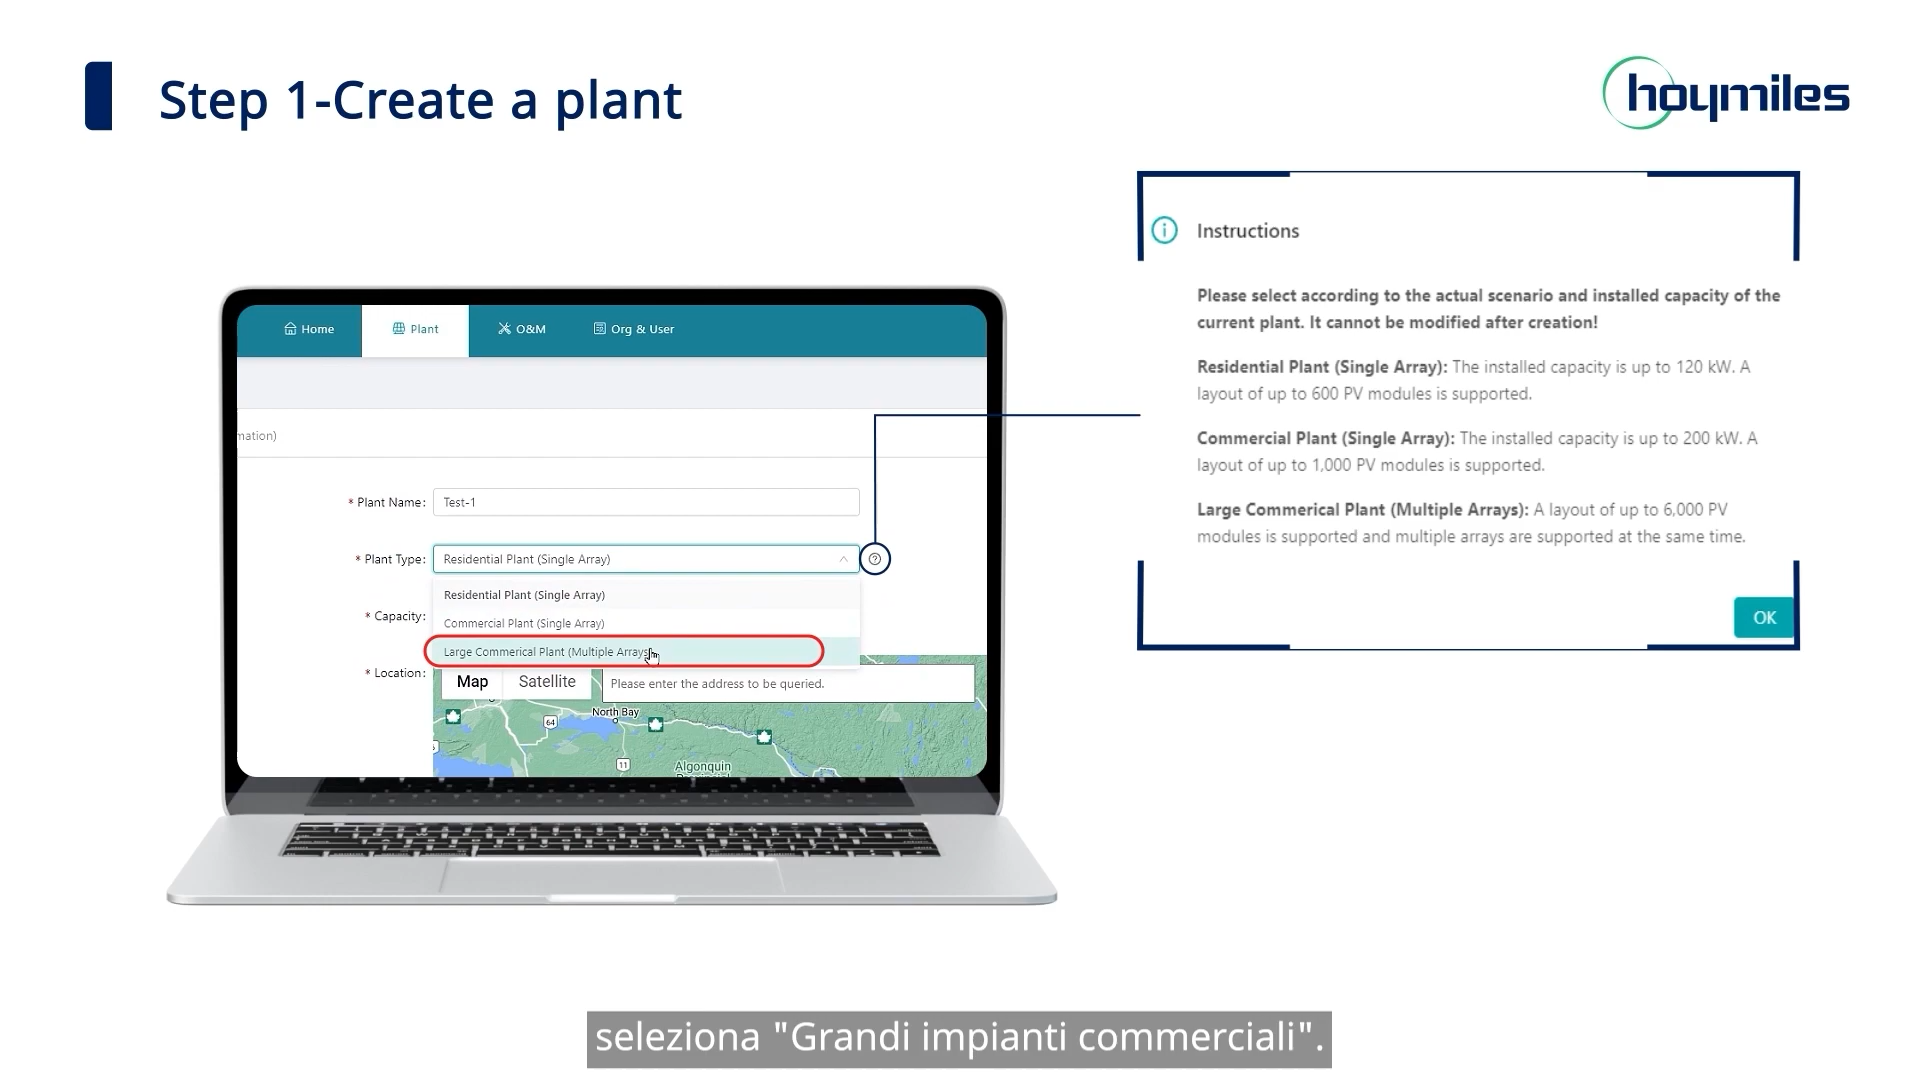 Step 1-Create a plant
hoymiles
Instructions
Please select according to the actual scenario and installed capacity of the
current plant. It cannot be modified after creation!
Residential Plant (Single Array): The installed capacity is up to 120 kW. A
layout of up to 600 PV modules is supported.
Commercial Plant (Single Array): The installed capacity is up to 200 kW. A
layout of up to 1,000 PV modules is supported.
Large Commerical Plant (Multiple Arrays): A layout of up to 6,000 PV
modules is supported and multiple arrays are supported at the same time.
OK
Home Plant O&M Org & User
mation)
* Plant Name: Test-1
* Plant Type: Residential Plant (Single Array)
Residential Plant (Single Array)
* Capacity:
Commercial Plant (Single Array)
Large Commerical Plant (Multiple Arrays
* Location:
Map Satellite Please enter the address to be queried.
North Bay
64
11
Algonquin
seleziona "Grandi impianti commerciali".